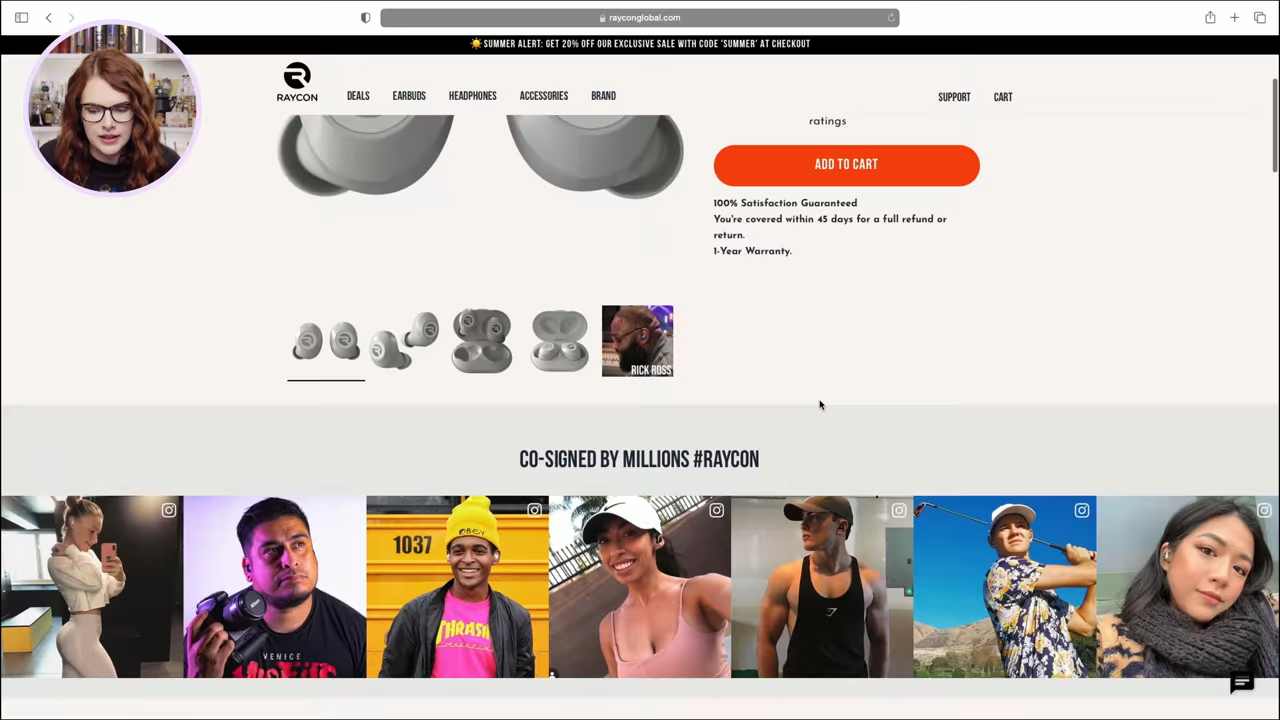 rayconglobal.com
☀️ SUMMER ALERT: GET 20% OFF OUR EXCLUSIVE SALE WITH CODE 'SUMMER' AT CHECKOUT
RAYCON
DEALS EARBUDS HEADPHONES ACCESSORIES BRAND SUPPORT CART
ratings
ADD TO CART
100% Satisfaction Guaranteed
You're covered within 45 days for a full refund or
return.
1-Year Warranty.
RICK ROSS
CO-SIGNED BY MILLIONS #RAYCON
1037
OBEY
THRASH
VENICE